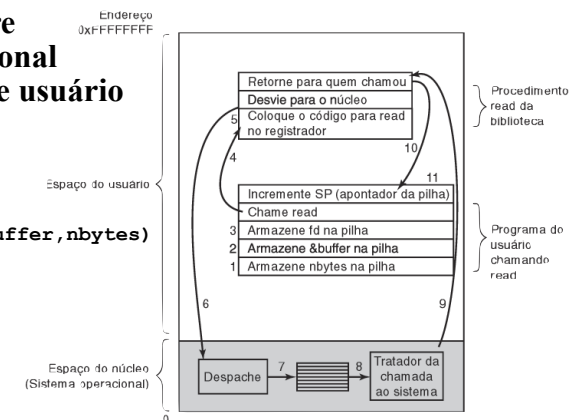 re
onal
e usuário
uffer,nbytes)
Endereço
0xFFFFFFFF
Espaço do usuário
Retorne para quem chamou
Desvie para o núcleo
5 Coloque o código para read
no registrador
Procedimento
read da
biblioteca
4
10
11
Incremente SP (apontador da pilha)
Chame read
3 Armazene fd na pilha
2 Armazene &buffer na pilha
1 Armazene nbytes na pilha
Programa do
usuário
chamando
read
6
9
Espaço do núcleo
(Sistema operacional)
Despache
7
8
Tratador da
chamada
ao sistema
0